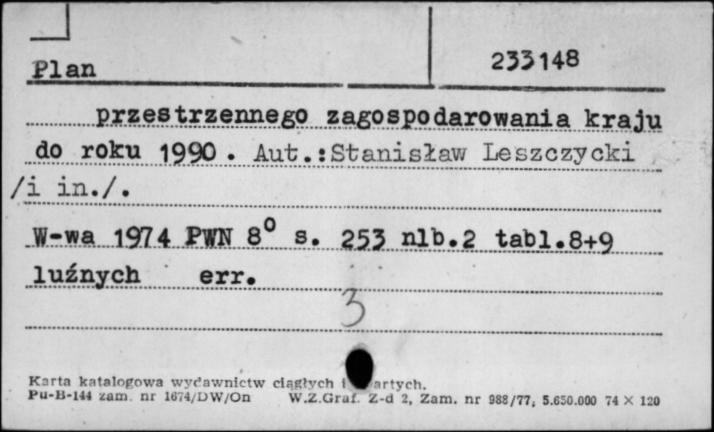 233148
Plan
przestrzennego zagospodarowania kraju
do roku 1990. Aut.:Stanisław Leszczycki
/i in./.
W-wa 1974 PWN 8° s. 253 nlb.2 tabl.8+9
luźnych err.
3
Karta katalogowa wydawnictw ciągłych i artych.
Pu-B-144 zam. nr 1674/DW/On W.Z.Graf. Z-d 2, Zam. nr 988/77, 5.650.000 74 × 120